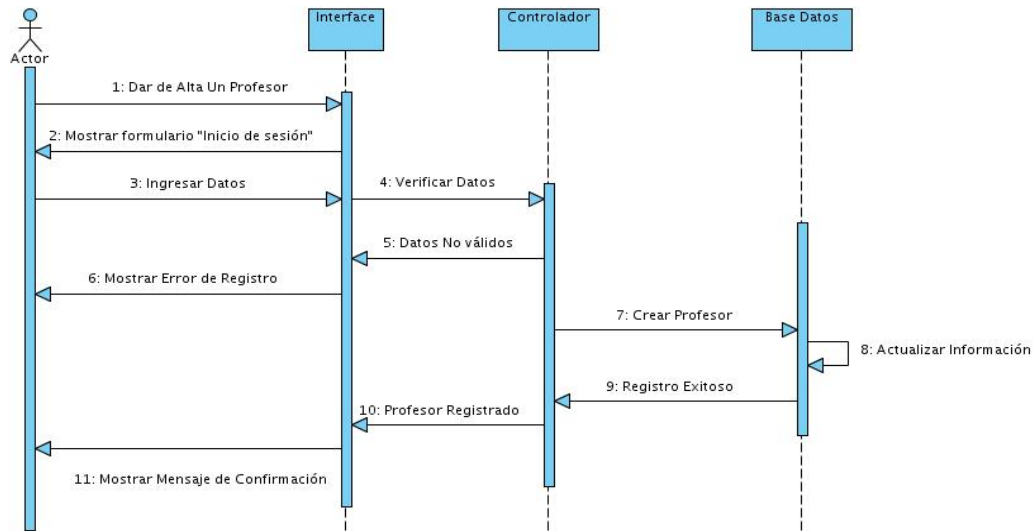 Interface
Controlador
Base Datos
Actor
1: Dar de Alta Un Profesor
2: Mostrar formulario "Inicio de sesión"
3: Ingresar Datos
4: Verificar Datos
5: Datos No válidos
6: Mostrar Error de Registro
7: Crear Profesor
8: Actualizar Información
9: Registro Exitoso
10: Profesor Registrado
11: Mostrar Mensaje de Confirmación